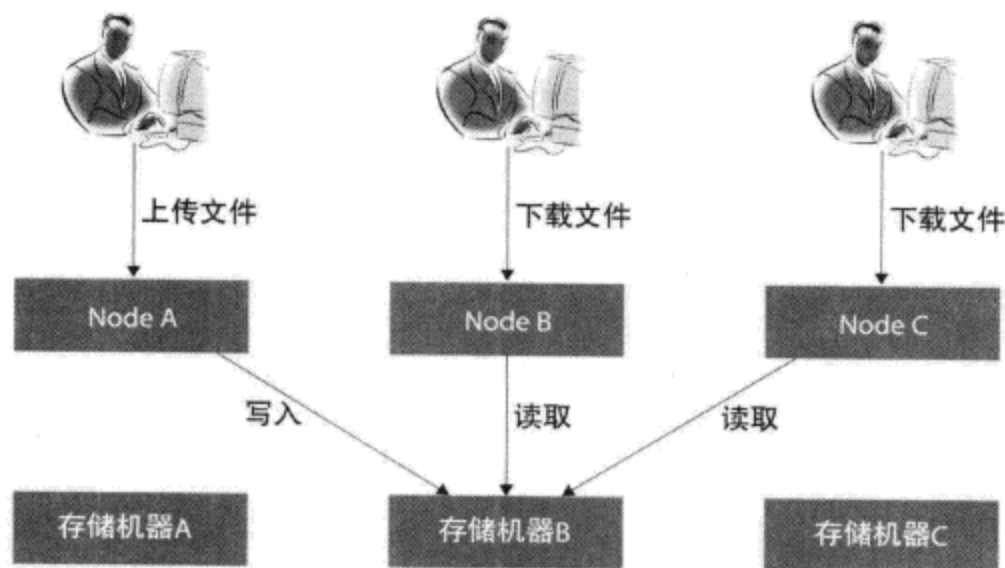 上传文件
下载文件
下载文件
Node A
Node B
Node C
写入
读取
读取
存储机器A
存储机器B
存储机器C